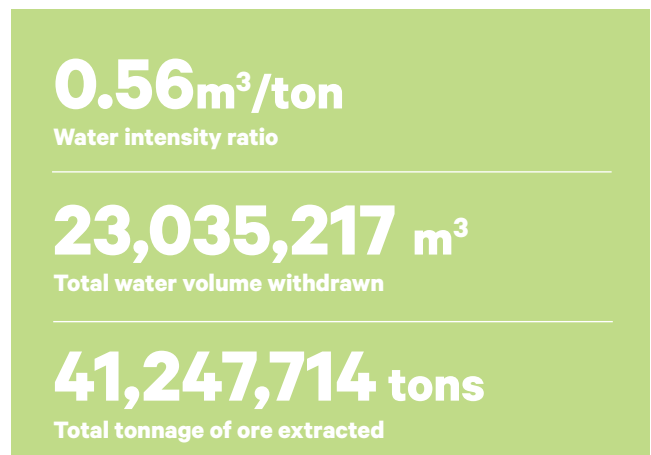 0.56m³/ton
Water intensity ratio
23,035,217 m³
Total water volume withdrawn
41,247,714 tons
Total tonnage of ore extracted